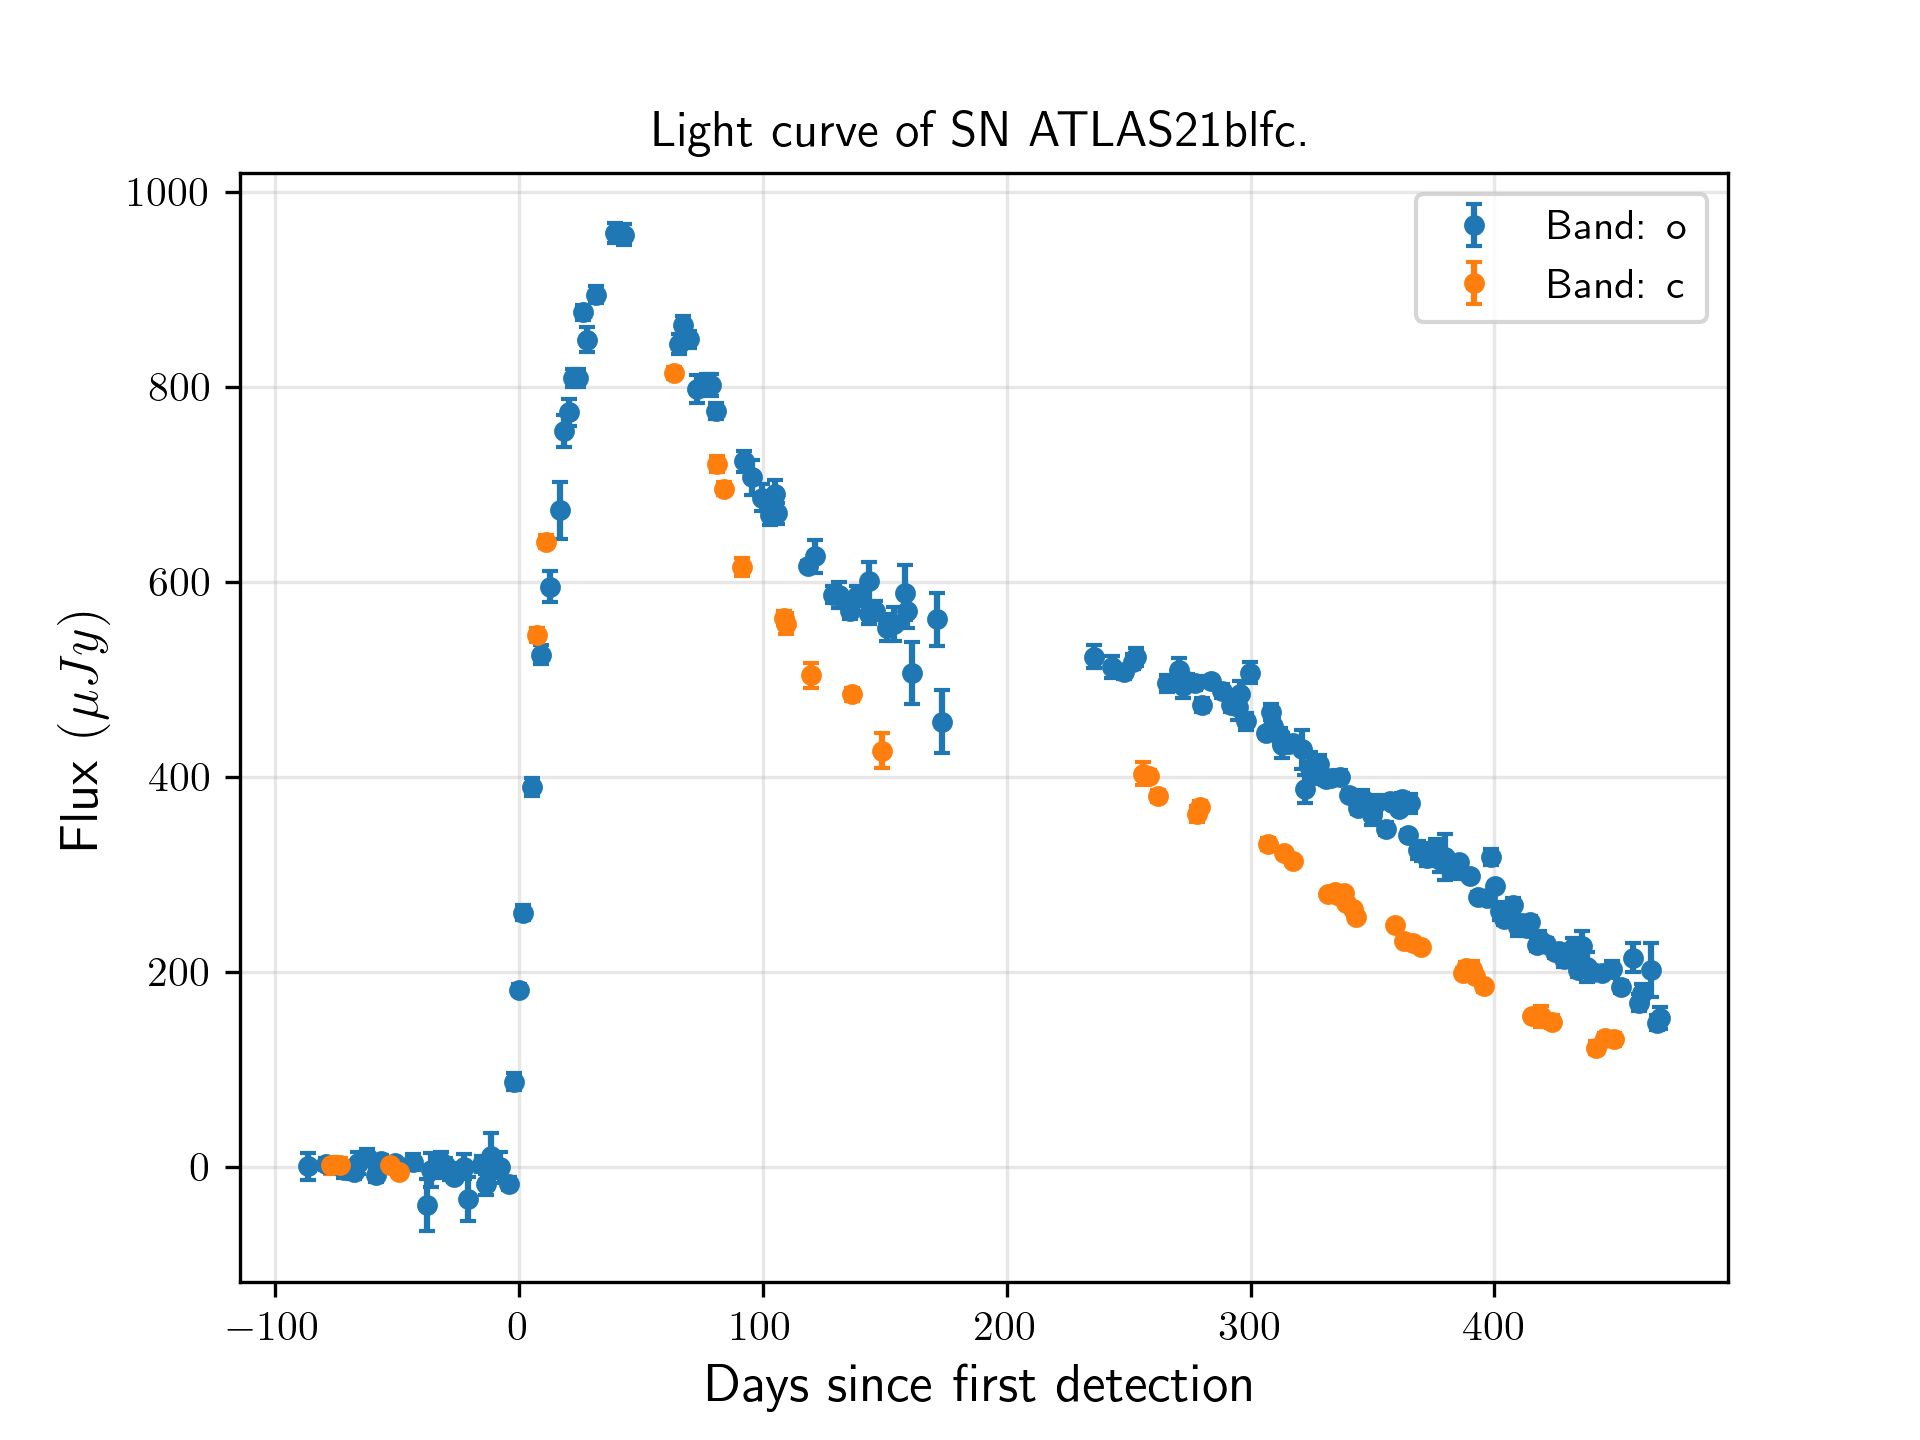 Light curve of SN ATLAS21blfc.
1000
800
600
400
200
0
Flux (μJy)
Band: o
Band: c
−100 0 100 200 300 400
Days since first detection